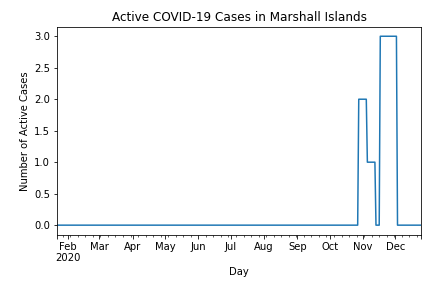 Active COVID-19 Cases in Marshall Islands
Number of Active Cases
3.0
2.5
2.0
1.5
1.0
0.5
0.0
Feb Mar Apr May Jun Jul Aug Sep Oct Nov Dec
2020
Day